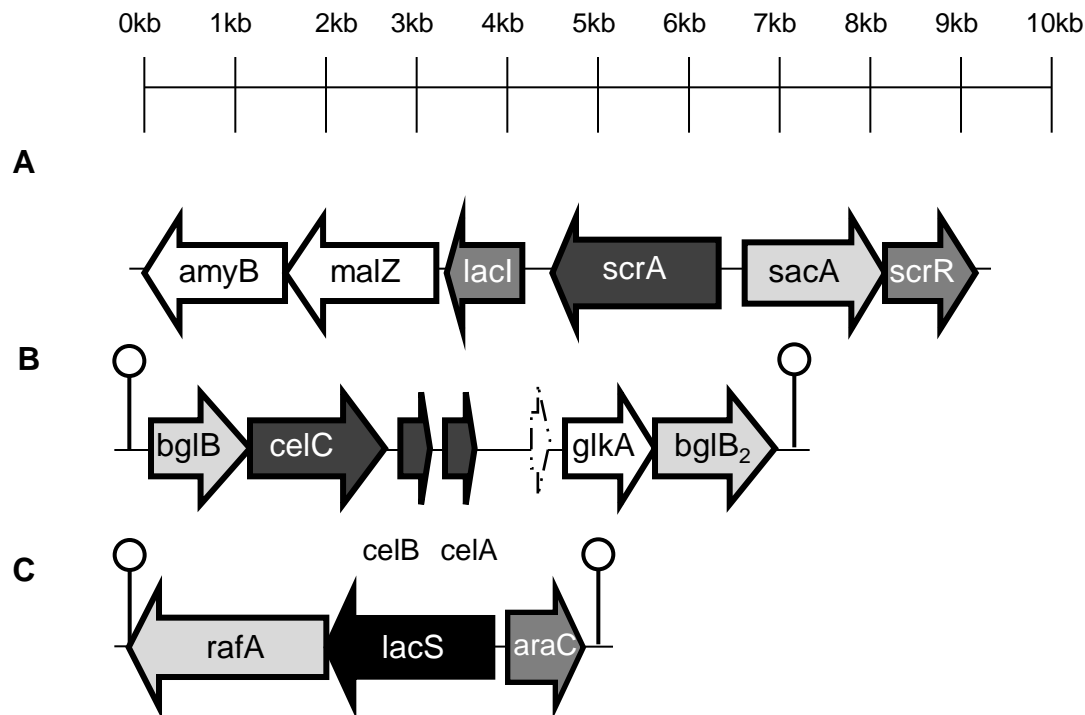 0kb 1kb 2kb 3kb 4kb 5kb 6kb 7kb 8kb 9kb 10kb
A
amyB malZ lacI scrA sacA scrR
B
bglB celC glkA bglB₂
celB celA
C
rafA lacS araC